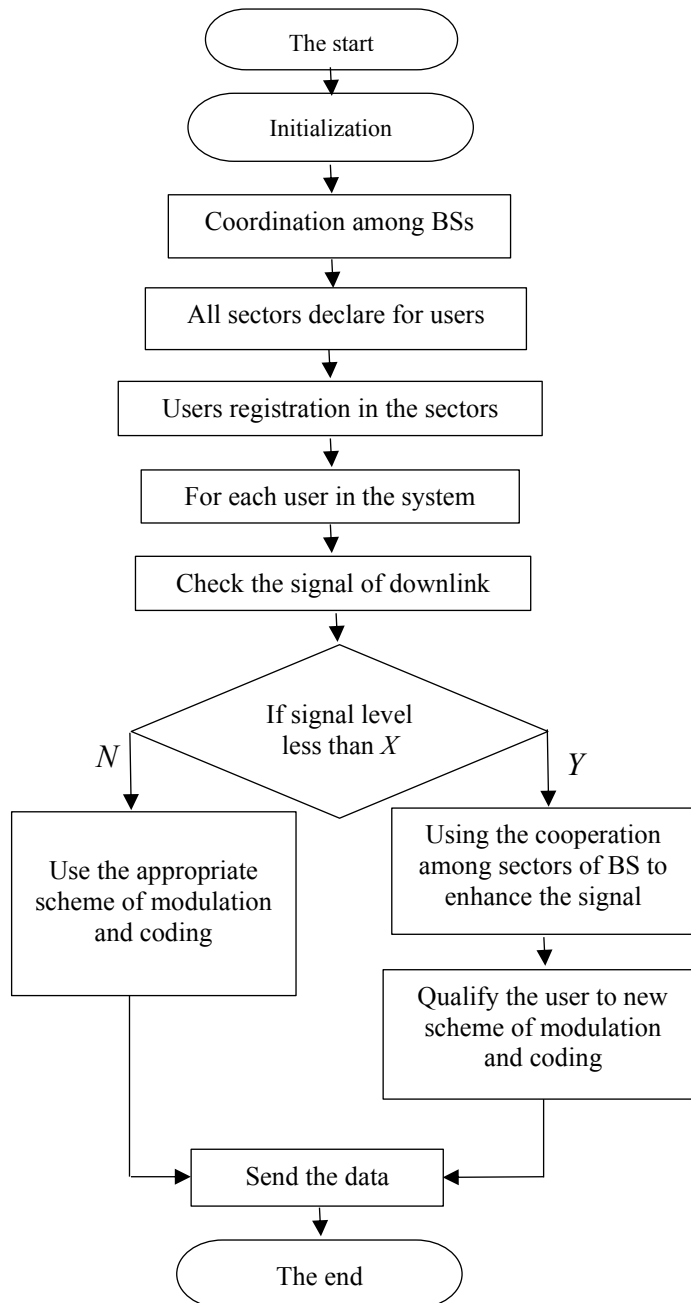 The start
Initialization
Coordination among BSs
All sectors declare for users
Users registration in the sectors
For each user in the system
Check the signal of downlink
If signal level
less than X
N
Y
Use the appropriate
scheme of modulation
and coding
Using the cooperation
among sectors of BS to
enhance the signal
Qualify the user to new
scheme of modulation
and coding
Send the data
The end